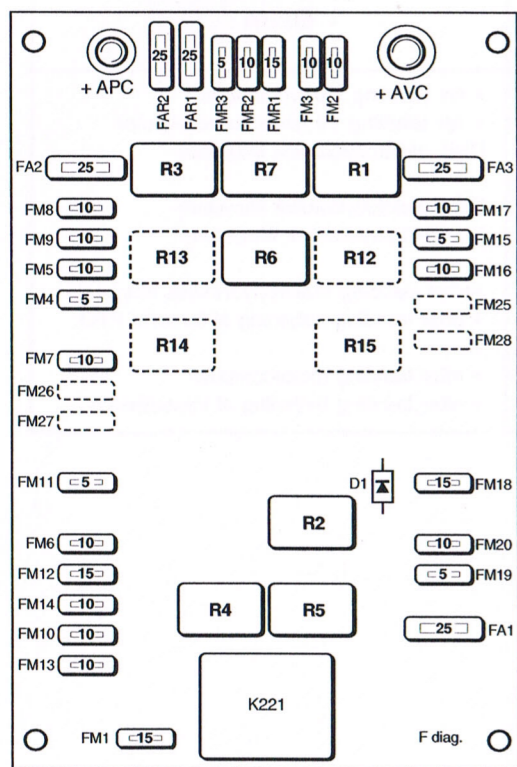 25
25
5
10
15
10
10
+ APC
+ AVC
FAR2
FAR1
FMR3
FMR2
FMR1
FM3
FM2
FA2 25
R3
R7
R1
25 FA3
FM8 10
10 FM17
FM9 10
R13
R6
R12
5 FM15
FM5 10
10 FM16
FM4 5
FM25
R14
R15
FM28
FM7 10
FM26
FM27
FM11 5
D1
15 FM18
R2
FM6 10
10 FM20
FM12 15
5 FM19
FM14 10
R4
R5
FM10 10
25 FA1
FM13 10
K221
FM1 15
F diag.